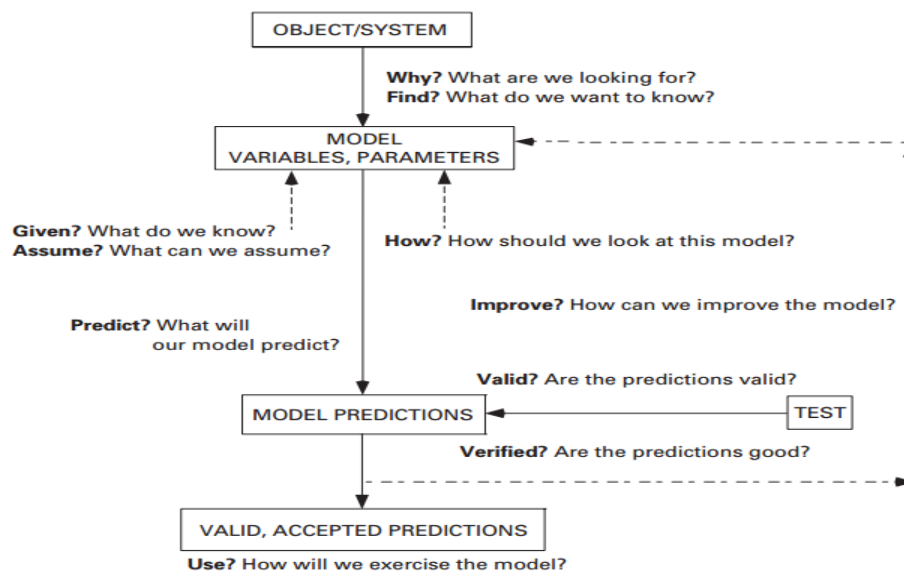 OBJECT/SYSTEM
Why? What are we looking for?
Find? What do we want to know?
MODEL
VARIABLES, PARAMETERS
Given? What do we know?
Assume? What can we assume?
How? How should we look at this model?
Improve? How can we improve the model?
Predict? What will
our model predict?
Valid? Are the predictions valid?
MODEL PREDICTIONS
TEST
Verified? Are the predictions good?
VALID, ACCEPTED PREDICTIONS
Use? How will we exercise the model?